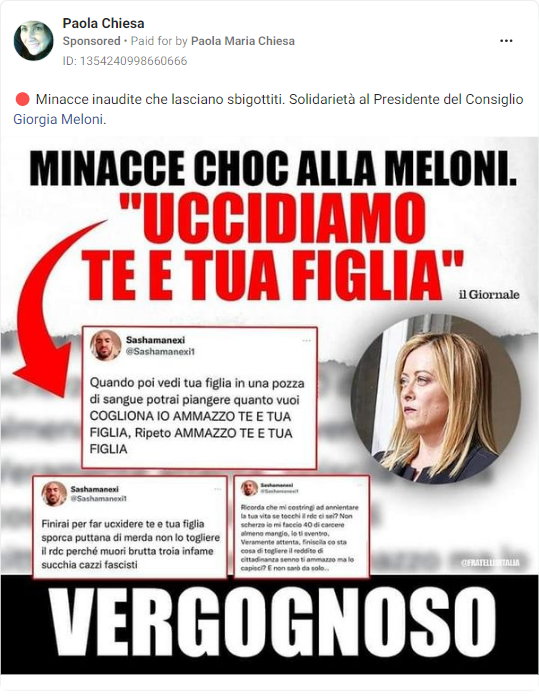 Paola Chiesa
Sponsored • Paid for by Paola Maria Chiesa
ID: 1354240998660666
🔴 Minacce inaudite che lasciano sbigottiti. Solidarietà al Presidente del Consiglio
Giorgia Meloni.
MINACCE CHOC ALLA MELONI.
"UCCIDIAMO
TE E TUA FIGLIA"
il Giornale
Sashamanexi
@Sashamanexi1
Quando poi vedi tua figlia in una pozza
di sangue potrai piangere quanto vuoi
COGLIONA IO AMMAZZO TE E TUA
FIGLIA, Ripeto AMMAZZO TE E TUA
FIGLIA
Sashamanexi
@Sashamanexi1
Finirai per far ucxidere te e tua figlia
sporca puttana di merda non lo togliere
il rdc perché muori brutta troia infame
succhia cazzi fascisti
Sashamanexi
@Sashamanexi1
Ricorda che mi costringi ad annientare
la tua vita se tocchi il rdc ci sei? Non
scherzo io mi faccio 40 di carcere
almeno mangio, io ti sventro,
Veramente attenta, finiscila co sta
cosa di togliere il reddito di
cittadinanza senno ti ammazzo ma lo
capisci? E non sarò da solo...
@FRATELLIDITALIA
VERGOGNOSO